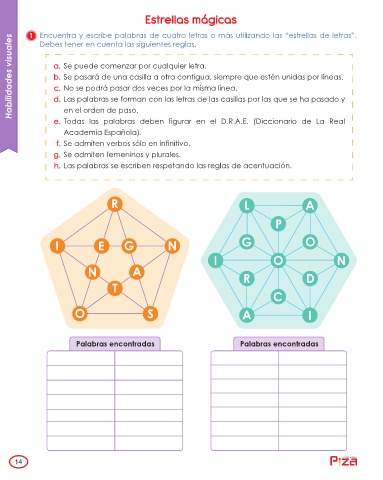 Estrellas mágicas
Habilidades visuales
1 Encuentra y escribe palabras de cuatro letras o más utilizando las "estrellas de letras".
Debes tener en cuenta las siguientes reglas.
a. Se puede comenzar por cualquier letra.
b. Se pasará de una casilla a otra contigua, siempre que estén unidas por líneas.
c. No se podrá pasar dos veces por la misma línea.
d. Las palabras se forman con las letras de las casillas por las que se ha pasado y
en el orden de paso.
e. Todas las palabras deben figurar en el D.R.A.E. (Diccionario de La Real
Academia Española).
f. Se admiten verbos sólo en infinitivo.
g. Se admiten femeninos y plurales.
h. Las palabras se escriben respetando las reglas de acentuación.
R
I E G N
N A
T
O S
L A
P
G O
I O N
R D
C
A I
Palabras encontradas
Palabras encontradas
14
Piza